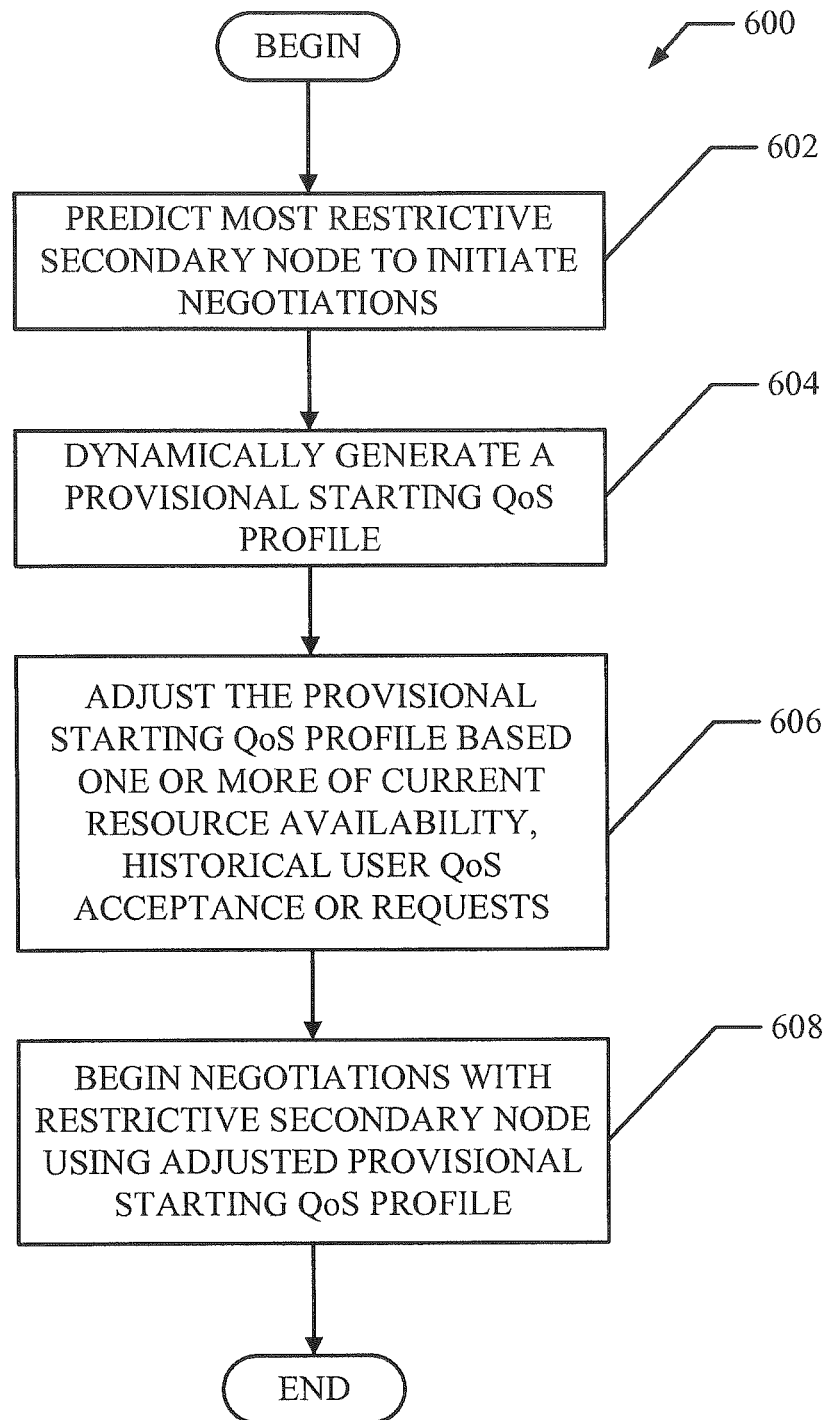 BEGIN
600
602
PREDICT MOST RESTRICTIVE
SECONDARY NODE TO INITIATE
NEGOTIATIONS
604
DYNAMICALLY GENERATE A
PROVISIONAL STARTING QoS
PROFILE
606
ADJUST THE PROVISIONAL
STARTING QoS PROFILE BASED
ONE OR MORE OF CURRENT
RESOURCE AVAILABILITY,
HISTORICAL USER QoS
ACCEPTANCE OR REQUESTS
608
BEGIN NEGOTIATIONS WITH
RESTRICTIVE SECONDARY NODE
USING ADJUSTED PROVISIONAL
STARTING QoS PROFILE
END